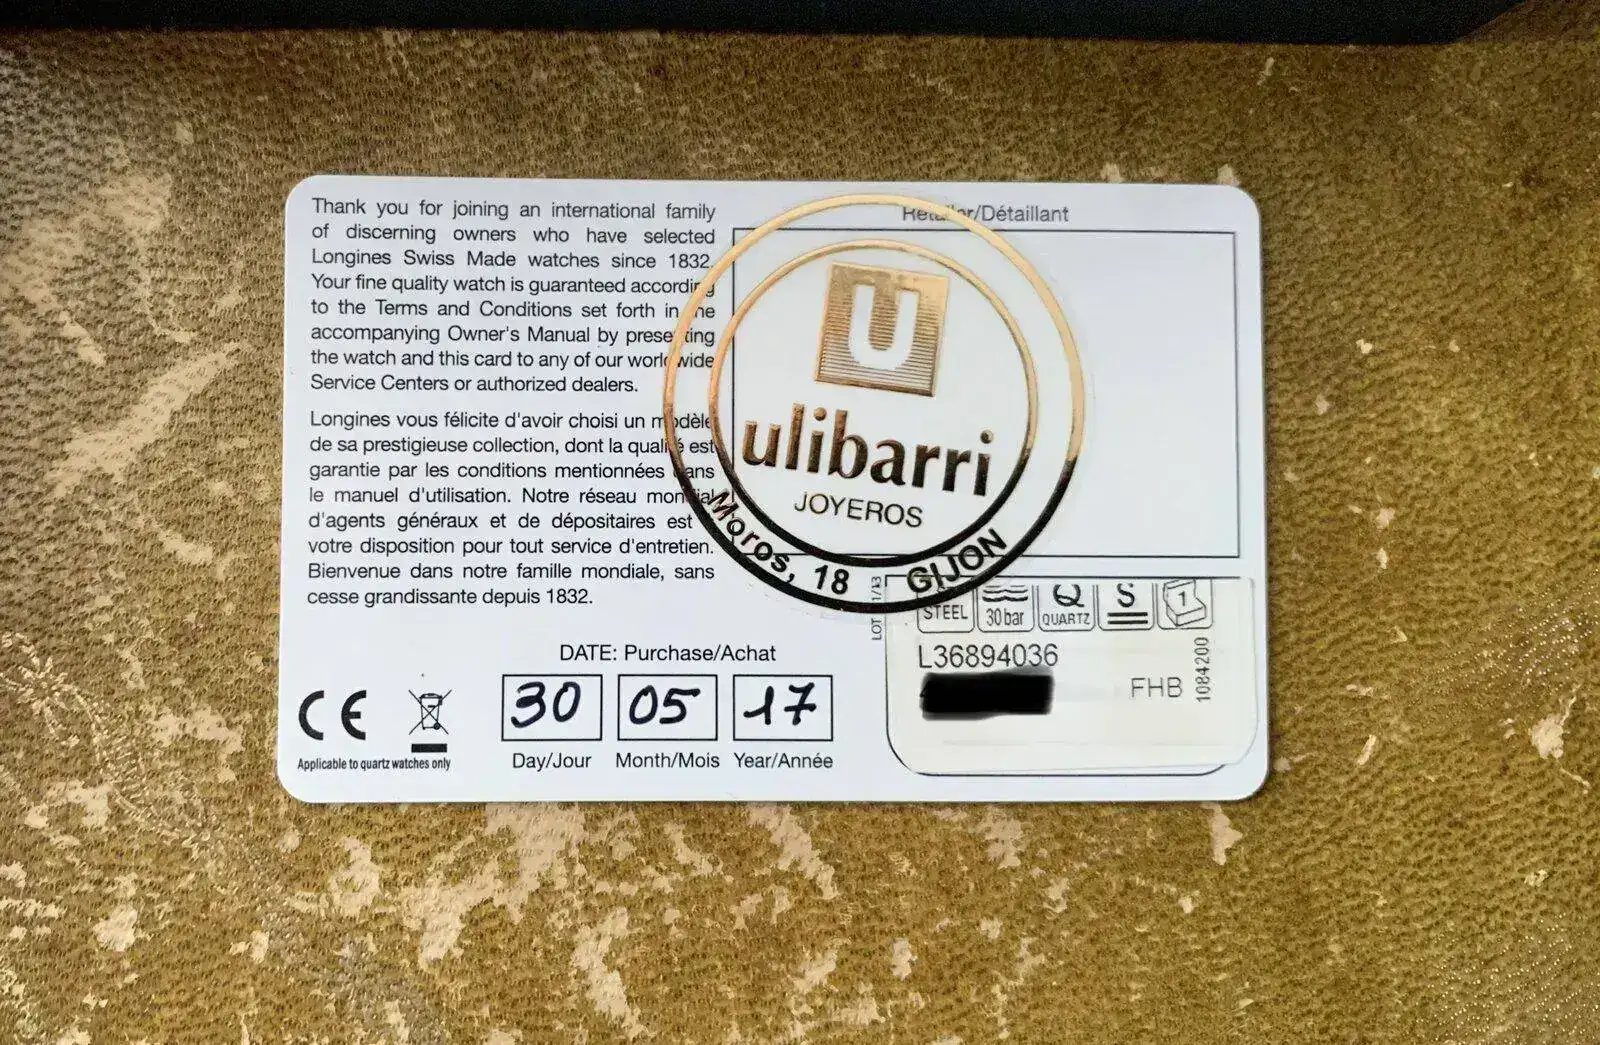 Thank you for joining an international family
of discerning owners who have selected
Longines Swiss Made watches since 1832.
Your fine quality watch is guaranteed according
to the Terms and Conditions set forth in the
accompanying Owner's Manual by presenting
the watch and this card to any of our worldwide
Service Centers or authorized dealers.
Longines vous félicite d'avoir choisi un modèle
de sa prestigieuse collection, dont la qualité est
garantie par les conditions mentionnées dans
le manuel d'utilisation. Notre réseau mondial
d'agents généraux et de dépositaires est
votre disposition pour tout service d'entretien.
Bienvenue dans notre famille mondiale, sans
cesse grandissante depuis 1832.
DATE: Purchase/Achat
30 05 17
Day/Jour Month/Mois Year/Année
CE
Applicable to quartz watches only
Retailer/Détaillant
U
ulibarri
JOYEROS
Moros, 18 GIJON
LOT
STEEL 30 bar Q QUARTZ S 1
L36894036
FHB
1084200